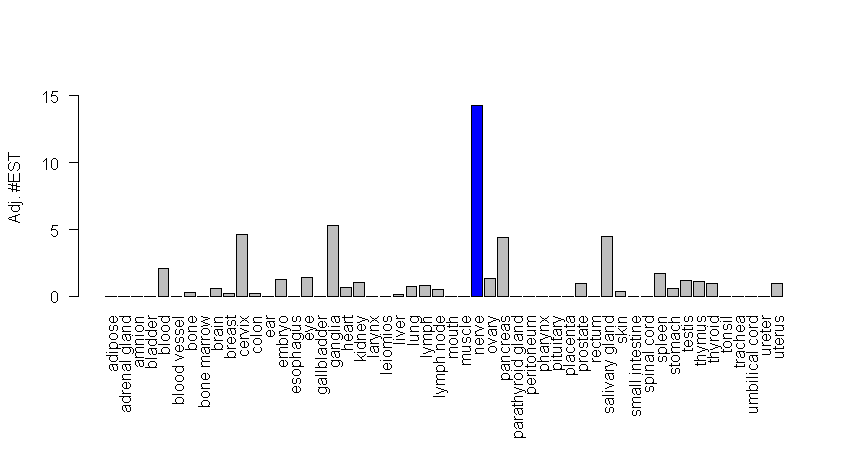 Adj. #EST
15
10
5
0
adipose
adrenal gland
amnion
bladder
blood
blood vessel
bone
bone marrow
brain
breast
cervix
colon
ear
embryo
esophagus
eye
gallbladder
ganglia
heart
kidney
larynx
leiomios
liver
lung
lymph
lymph node
mouth
muscle
nerve
ovary
pancreas
parathyroid gland
peritoneum
pharynx
pituitary
placenta
prostate
rectum
salivary gland
skin
small intestine
spinal cord
spleen
stomach
testis
thymus
thyroid
tonsil
trachea
umbilical cord
ureter
uterus